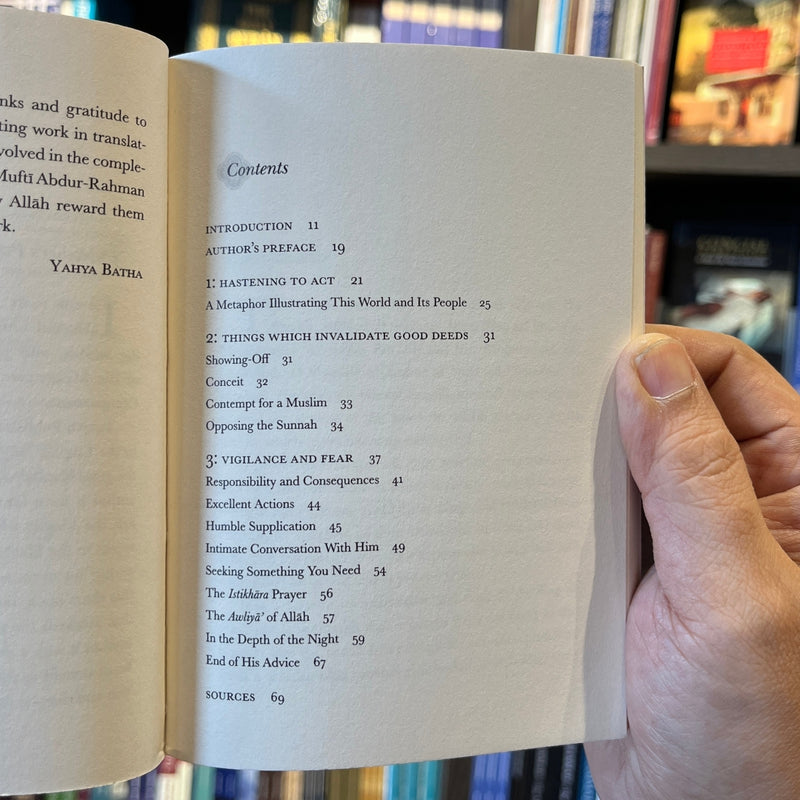 nks and gratitude to
ting work in translat-
volved in the comple-
Muftī Abdur-Rahman
Allāh reward them
rk.
Yahya Batha
Contents
INTRODUCTION 11
AUTHOR'S PREFACE 19
1: HASTENING TO ACT 21
A Metaphor Illustrating This World and Its People 25
2: THINGS WHICH INVALIDATE GOOD DEEDS 31
Showing-Off 31
Conceit 32
Contempt for a Muslim 33
Opposing the Sunnah 34
3: VIGILANCE AND FEAR 37
Responsibility and Consequences 41
Excellent Actions 44
Humble Supplication 45
Intimate Conversation With Him 49
Seeking Something You Need 54
The Istikhāra Prayer 56
The Awliyā’ of Allāh 57
In the Depth of the Night 59
End of His Advice 67
SOURCES 69